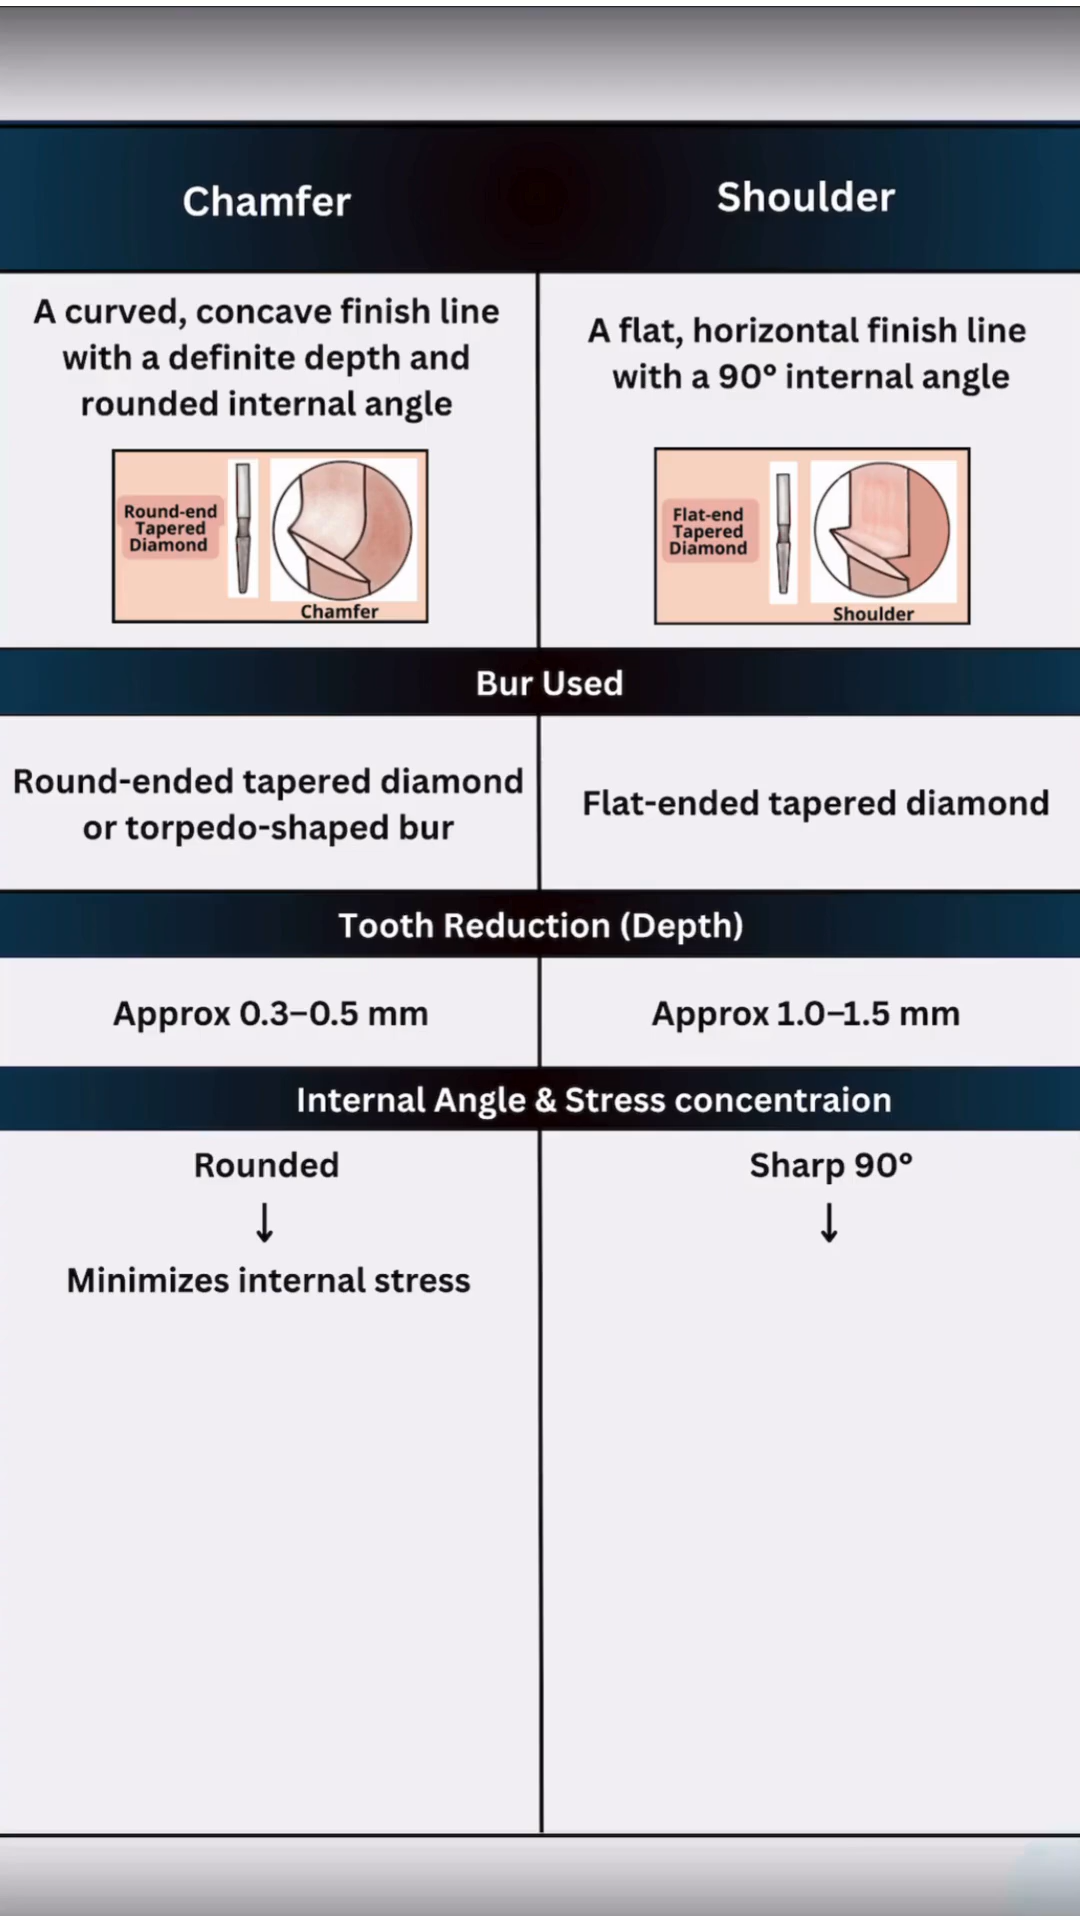 Chamfer
Shoulder
A curved, concave finish line
with a definite depth and
rounded internal angle
A flat, horizontal finish line
with a 90° internal angle
Round-end
Tapered
Diamond
Chamfer
Flat-end
Tapered
Diamond
Shoulder
Bur Used
Round-ended tapered diamond
or torpedo-shaped bur
Flat-ended tapered diamond
Tooth Reduction (Depth)
Approx 0.3–0.5 mm
Approx 1.0–1.5 mm
Internal Angle & Stress concentraion
Rounded
↓
Minimizes internal stress
Sharp 90°
↓